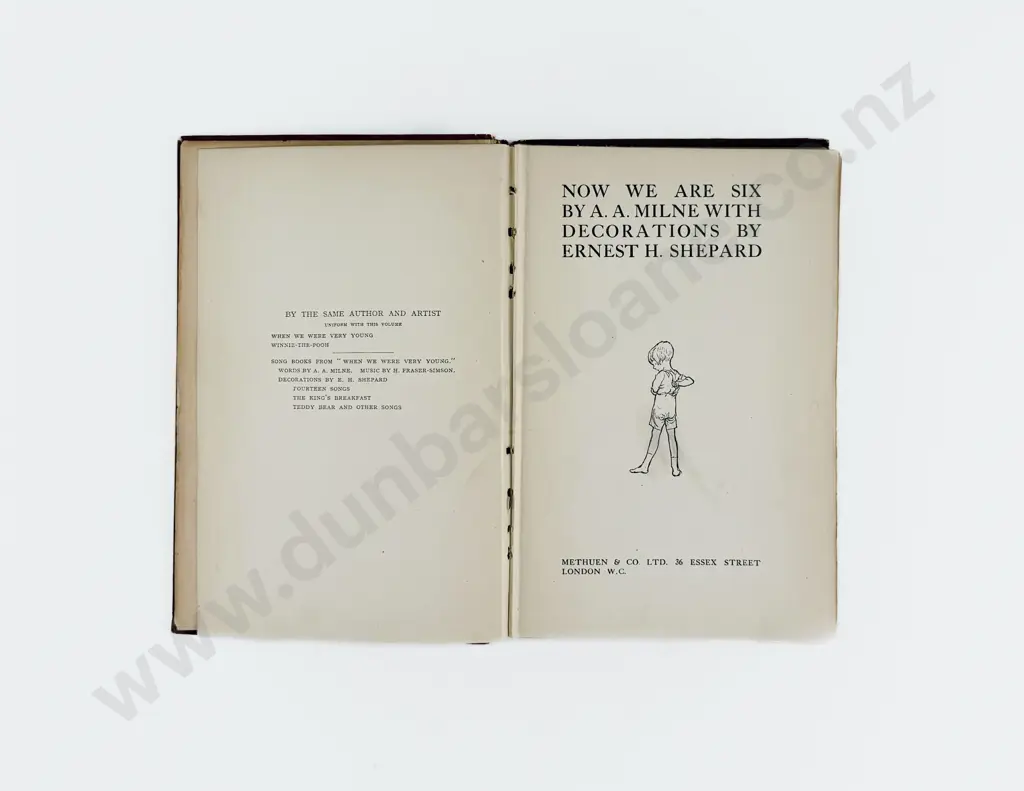 BY THE SAME AUTHOR AND ARTIST
UNIFORM WITH THIS VOLUME
WHEN WE WERE VERY YOUNG
WINNIE-THE-POOH
SONG BOOKS FROM "WHEN WE WERE VERY YOUNG."
WORDS BY A. A. MILNE. MUSIC BY H. FRASER-SIMSON.
DECORATIONS BY E. H. SHEPARD
FOURTEEN SONGS
THE KING'S BREAKFAST
TEDDY BEAR AND OTHER SONGS
NOW WE ARE SIX
BY A. A. MILNE WITH
DECORATIONS BY
ERNEST H. SHEPARD
METHUEN & CO. LTD. 36 ESSEX STREET
LONDON W.C.
www.dunbarsloane.co.nz